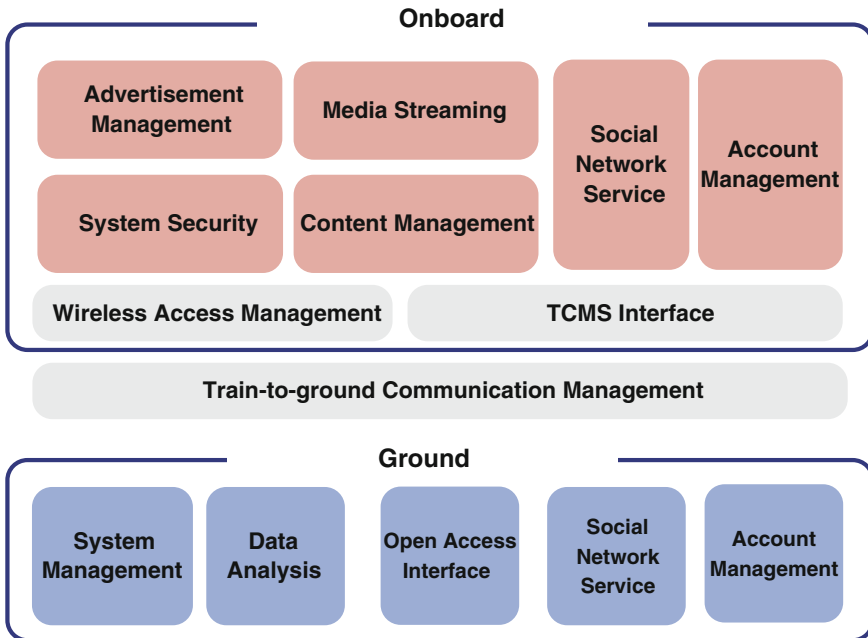 Onboard
Advertisement
Management
Media Streaming
Social
Network
Service
Account
Management
System Security
Content Management
Wireless Access Management
TCMS Interface
Train-to-ground Communication Management
Ground
System
Management
Data
Analysis
Open Access
Interface
Social
Network
Service
Account
Management